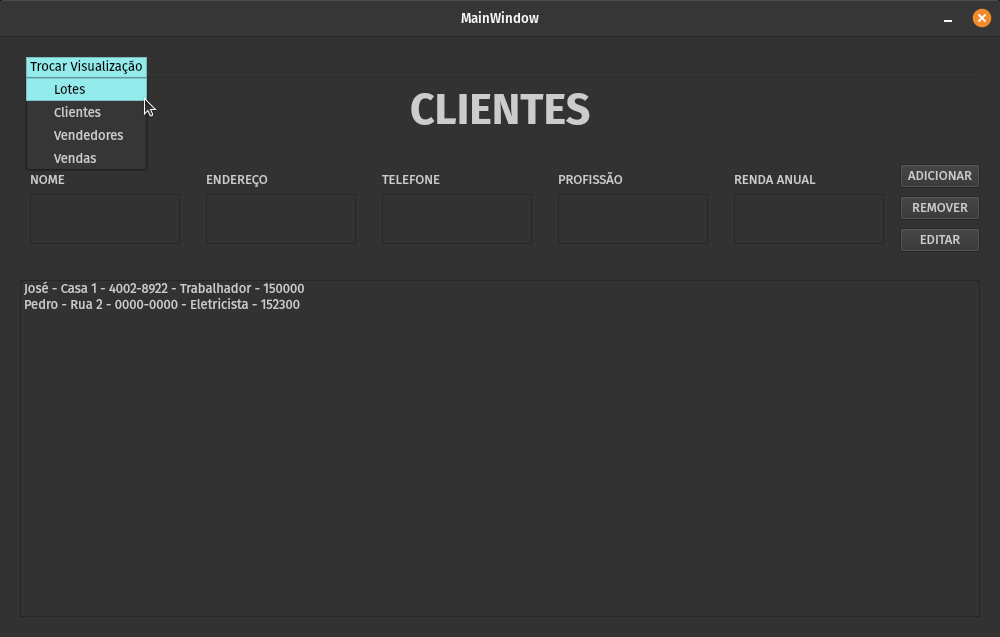 MainWindow
Trocar Visualização
Lotes
Clientes
Vendedores
Vendas
CLIENTES
NOME
ENDEREÇO
TELEFONE
PROFISSÃO
RENDA ANUAL
ADICIONAR
REMOVER
EDITAR
José - Casa 1 - 4002-8922 - Trabalhador - 150000
Pedro - Rua 2 - 0000-0000 - Eletricista - 152300